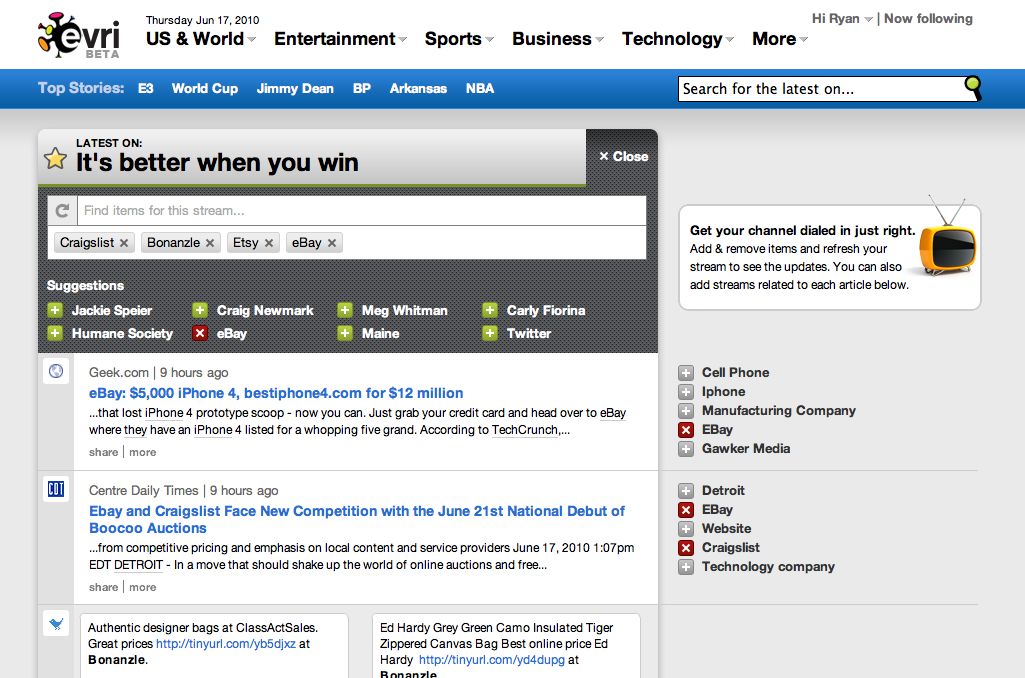 evri
BETA
Thursday Jun 17, 2010
Hi Ryan | Now following
US & World Entertainment Sports Business Technology More
Top Stories: E3 World Cup Jimmy Dean BP Arkansas NBA
Search for the latest on...
LATEST ON:
It's better when you win
× Close
Find items for this stream...
Craigslist × Bonanzle × Etsy × eBay ×
Suggestions
Jackie Speier Craig Newmark Meg Whitman Carly Fiorina
Humane Society eBay Maine Twitter
Get your channel dialed in just right.
Add & remove items and refresh your
stream to see the updates. You can also
add streams related to each article below.
Geek.com | 9 hours ago
eBay: $5,000 iPhone 4, bestiphone4.com for $12 million
...that lost iPhone 4 prototype scoop - now you can. Just grab your credit card and head over to eBay
where they have an iPhone 4 listed for a whopping five grand. According to TechCrunch,...
share | more
Cell Phone
Iphone
Manufacturing Company
EBay
Gawker Media
CDT
Centre Daily Times | 9 hours ago
Ebay and Craigslist Face New Competition with the June 21st National Debut of
Boocoo Auctions
...from competitive pricing and emphasis on local content and service providers June 17, 2010 1:07pm
EDT DETROIT - In a move that should shake up the world of online auctions and free...
share | more
Detroit
EBay
Website
Craigslist
Technology company
Authentic designer bags at ClassActSales.
Great prices http://tinyurl.com/yb5djxz at
Bonanzle.
Ed Hardy Grey Green Camo Insulated Tiger
Zippered Canvas Bag Best online price Ed
Hardy http://tinyurl.com/yd4dupg at
Bonanzle